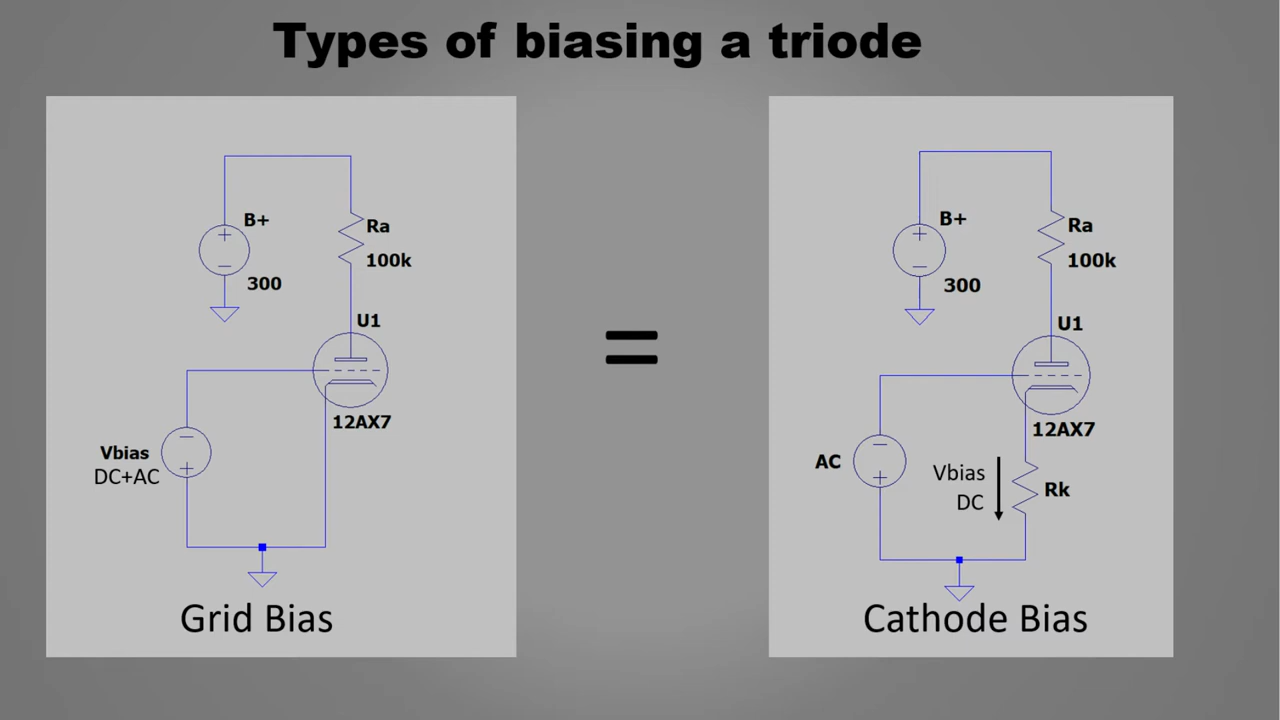 Types of biasing a triode
B+
300
Ra
100k
U1
12AX7
Vbias
DC+AC
Grid Bias
=
B+
300
Ra
100k
U1
12AX7
AC
Vbias
DC
Rk
Cathode Bias